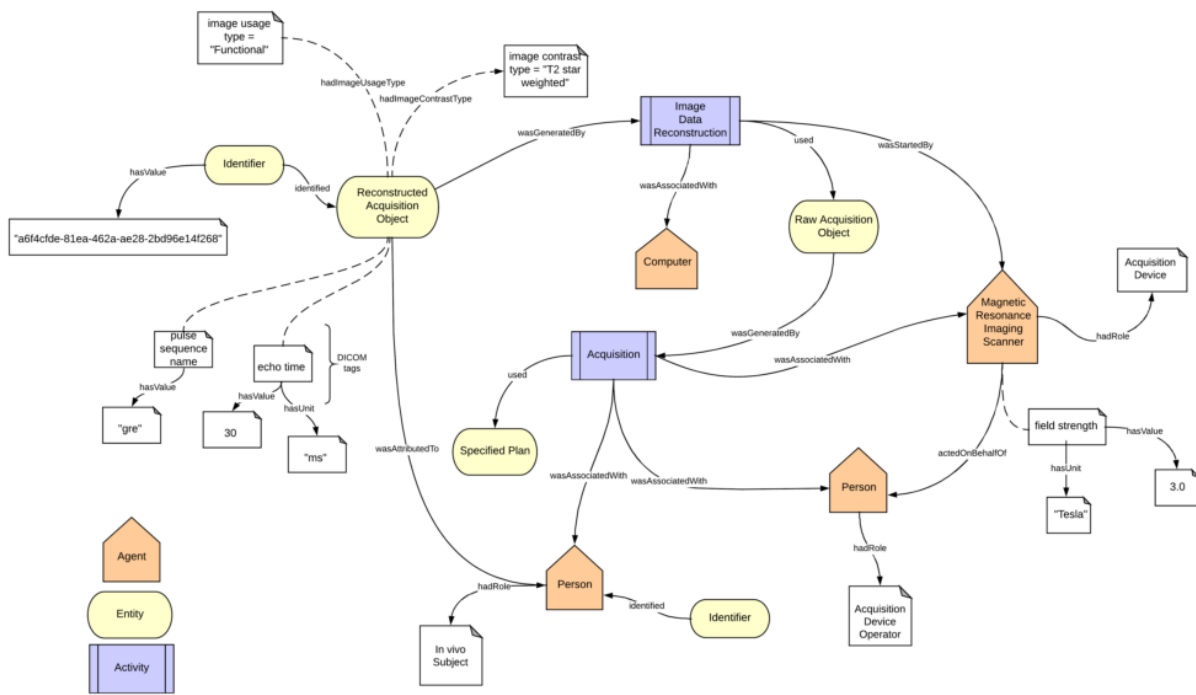 image usage
type =
"Functional"
image contrast
type = "T2 star
weighted"
hadImageUsageType
hadImageContrastType
Image
Data
Reconstruction
wasGeneratedBy
used
wasStartedBy
Identifier
hasValue
identified
wasAssociatedWith
Reconstructed
Acquisition
Object
Raw Acquisition
Object
"a6f4cfde-81ea-462a-ae28-2bd96e14f268"
Computer
Acquisition
Device
Magnetic
Resonance
Imaging
Scanner
hadRole
pulse
sequence
name
echo time
DICOM
tags
wasGeneratedBy
Acquisition
wasAssociatedWith
used
hasValue
hasValue
hasUnit
"gre"
30
"ms"
wasAttributedTo
Specified Plan
field strength
hasValue
actedOnBehalfOf
hasUnit
wasAssociatedWith
wasAssociatedWith
Person
3.0
"Tesla"
hadRole
Agent
Person
hadRole
identified
Identifier
Entity
Acquisition
Device
Operator
In vivo
Subject
Activity